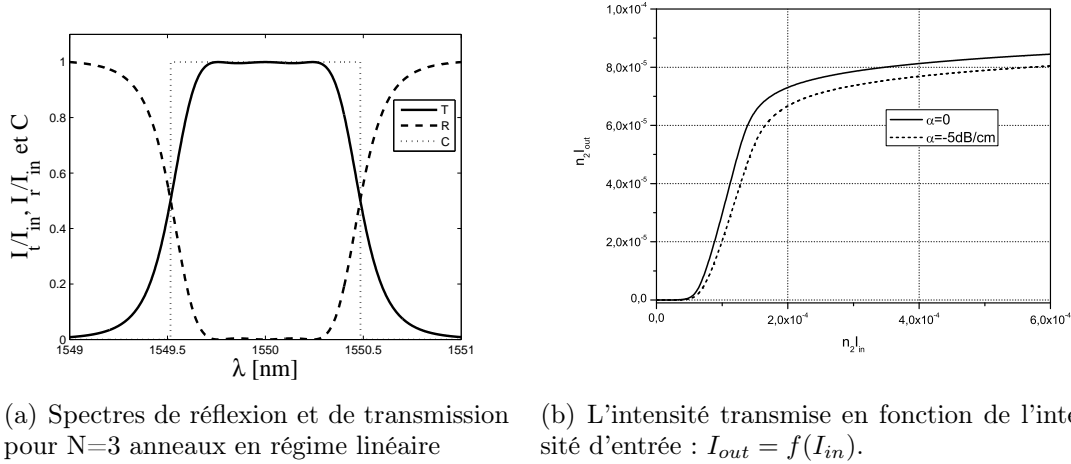 I_t/I_in, I_r/I_in et C
1
0.8
0.6
0.4
0.2
0
1549
1549.5
1550
1550.5
1551
λ [nm]
T
R
C
n₂I_out
1,0x10⁻⁴
8,0x10⁻⁵
6,0x10⁻⁵
4,0x10⁻⁵
2,0x10⁻⁵
0,0
0,0
2,0x10⁻⁴
4,0x10⁻⁴
6,0x10⁻⁴
n₂I_in
α=0
α=-5dB/cm
(a) Spectres de réflexion et de transmission
pour N=3 anneaux en régime linéaire
(b) L'intensité transmise en fonction de l'inte
sité d'entrée : I_out = f(I_in).